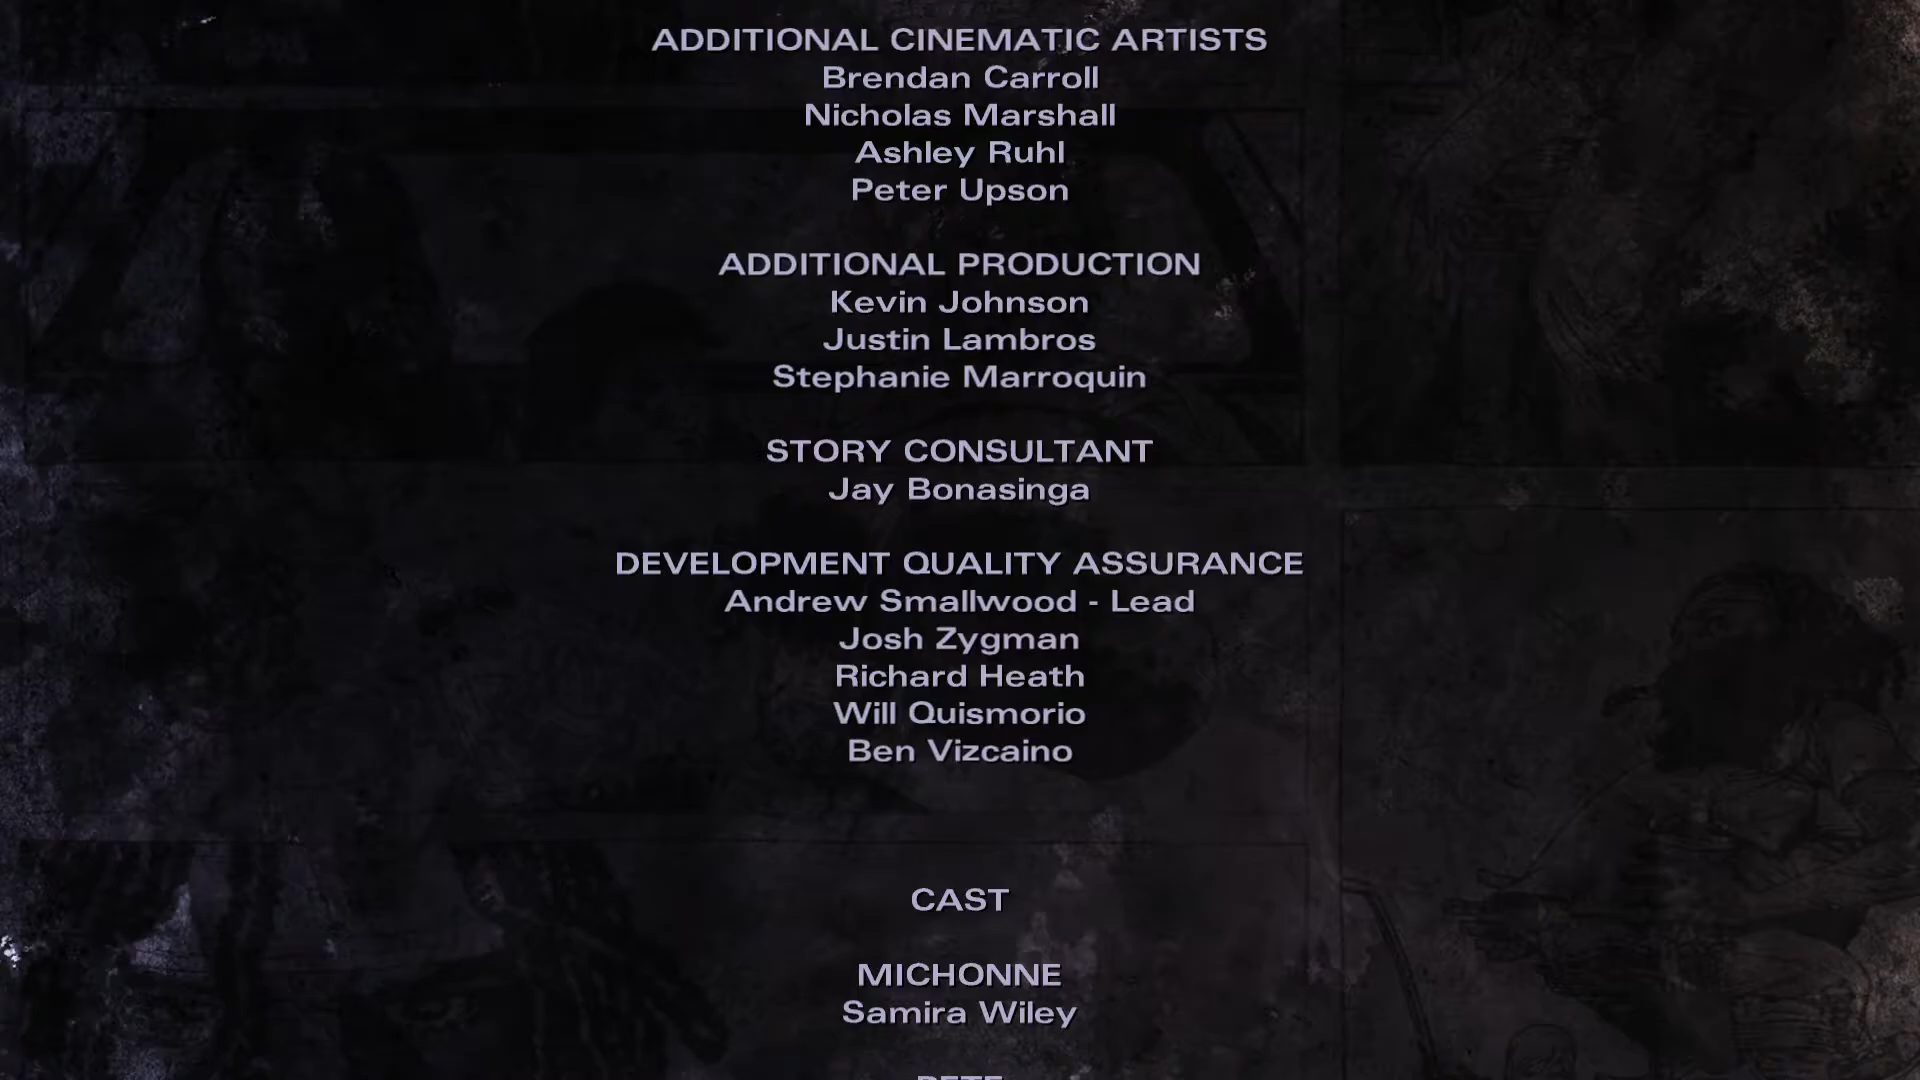 ADDITIONAL CINEMATIC ARTISTS
Brendan Carroll
Nicholas Marshall
Ashley Ruhl
Peter Upson
ADDITIONAL PRODUCTION
Kevin Johnson
Justin Lambros
Stephanie Marroquin
STORY CONSULTANT
Jay Bonasinga
DEVELOPMENT QUALITY ASSURANCE
Andrew Smallwood - Lead
Josh Zygman
Richard Heath
Will Quismorio
Ben Vizcaino
CAST
MICHONNE
Samira Wiley